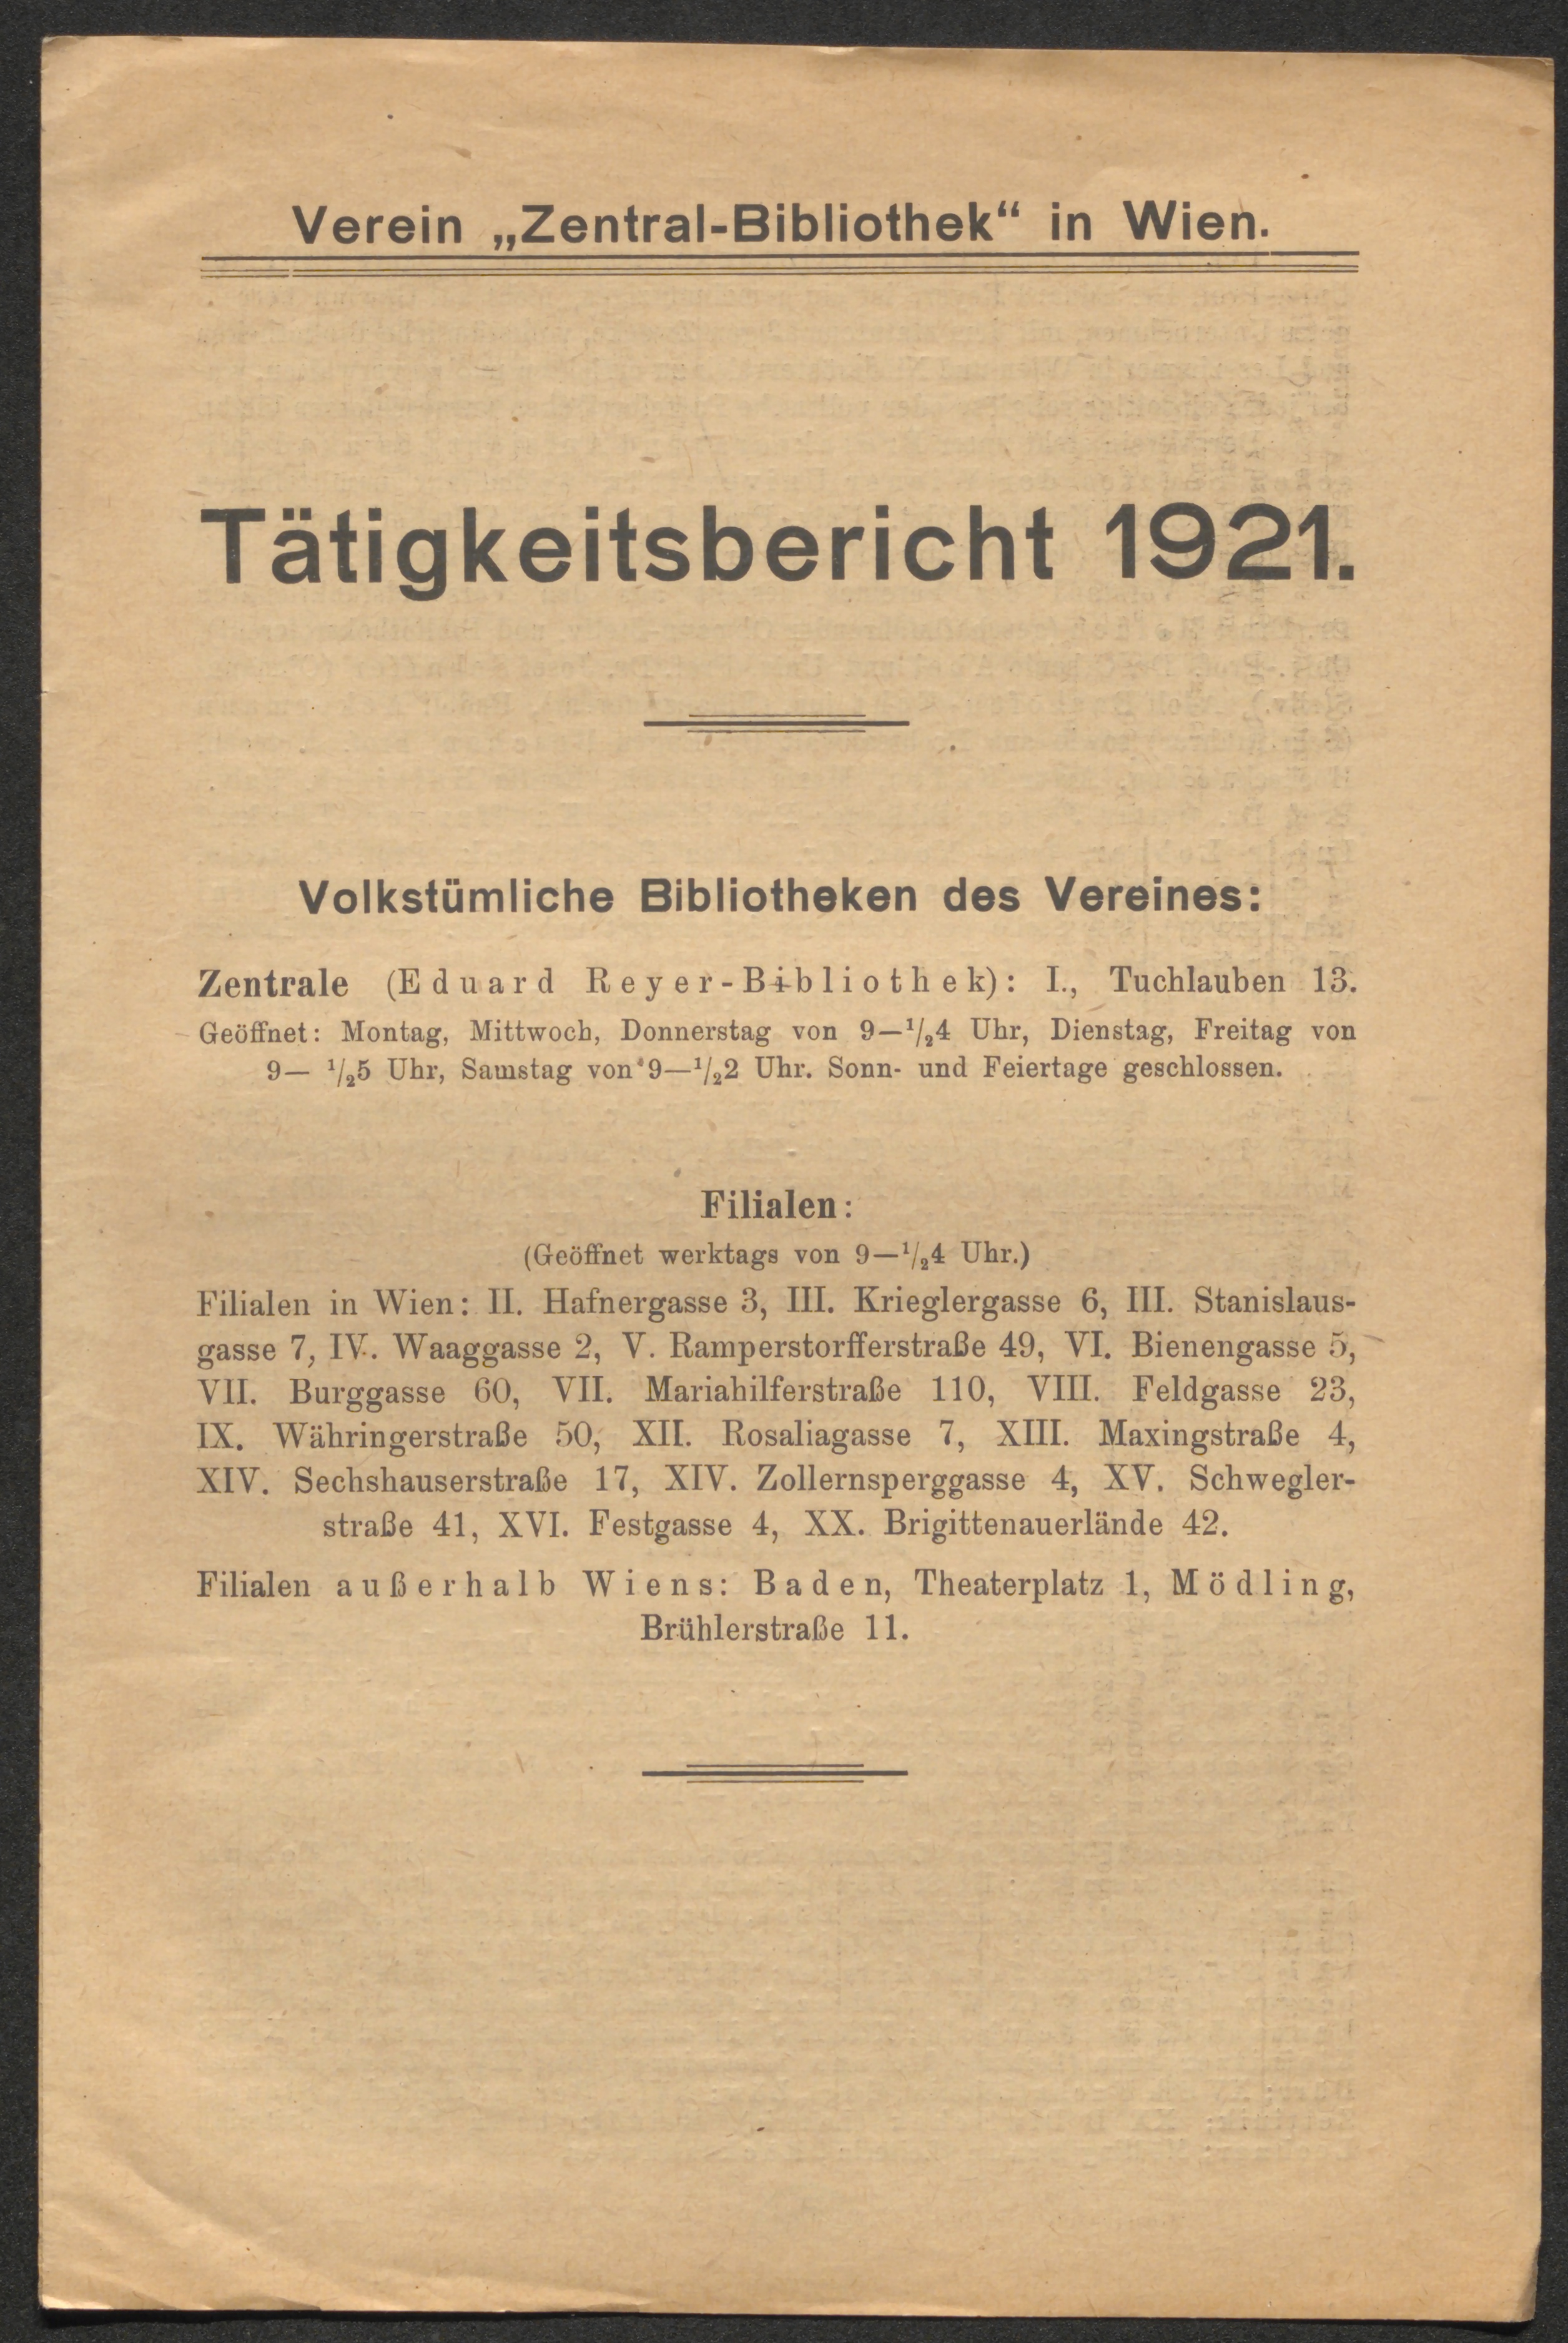 Verein „Zentral-Bibliothek“ in Wien.
Tätigkeitsbericht 1921.
Volkstümliche Bibliotheken des Vereines:
Zentrale (Eduard Reyer-Bibliothek): I., Tuchlauben 13.
Geöffnet: Montag, Mittwoch, Donnerstag von 9—1/24 Uhr, Dienstag, Freitag von
9— 1/25 Uhr, Samstag von 9—1/22 Uhr. Sonn- und Feiertage geschlossen.
Filialen:
(Geöffnet werktags von 9—1/24 Uhr.)
Filialen in Wien: II. Hafnergasse 3, III. Krieglergasse 6, III. Stanislaus-
gasse 7, IV. Waaggasse 2, V. Ramperstorfferstraße 49, VI. Bienengasse 5,
VII. Burggasse 60, VII. Mariahilferstraße 110, VIII. Feldgasse 23,
IX. Währingerstraße 50, XII. Rosaliagasse 7, XIII. Maxingstraße 4,
XIV. Sechshauserstraße 17, XIV. Zollernsperggasse 4, XV. Schwegler-
straße 41, XVI. Festgasse 4, XX. Brigittenauerlände 42.
Filialen außerhalb Wiens: Baden, Theaterplatz 1, Mödling,
Brühlerstraße 11.